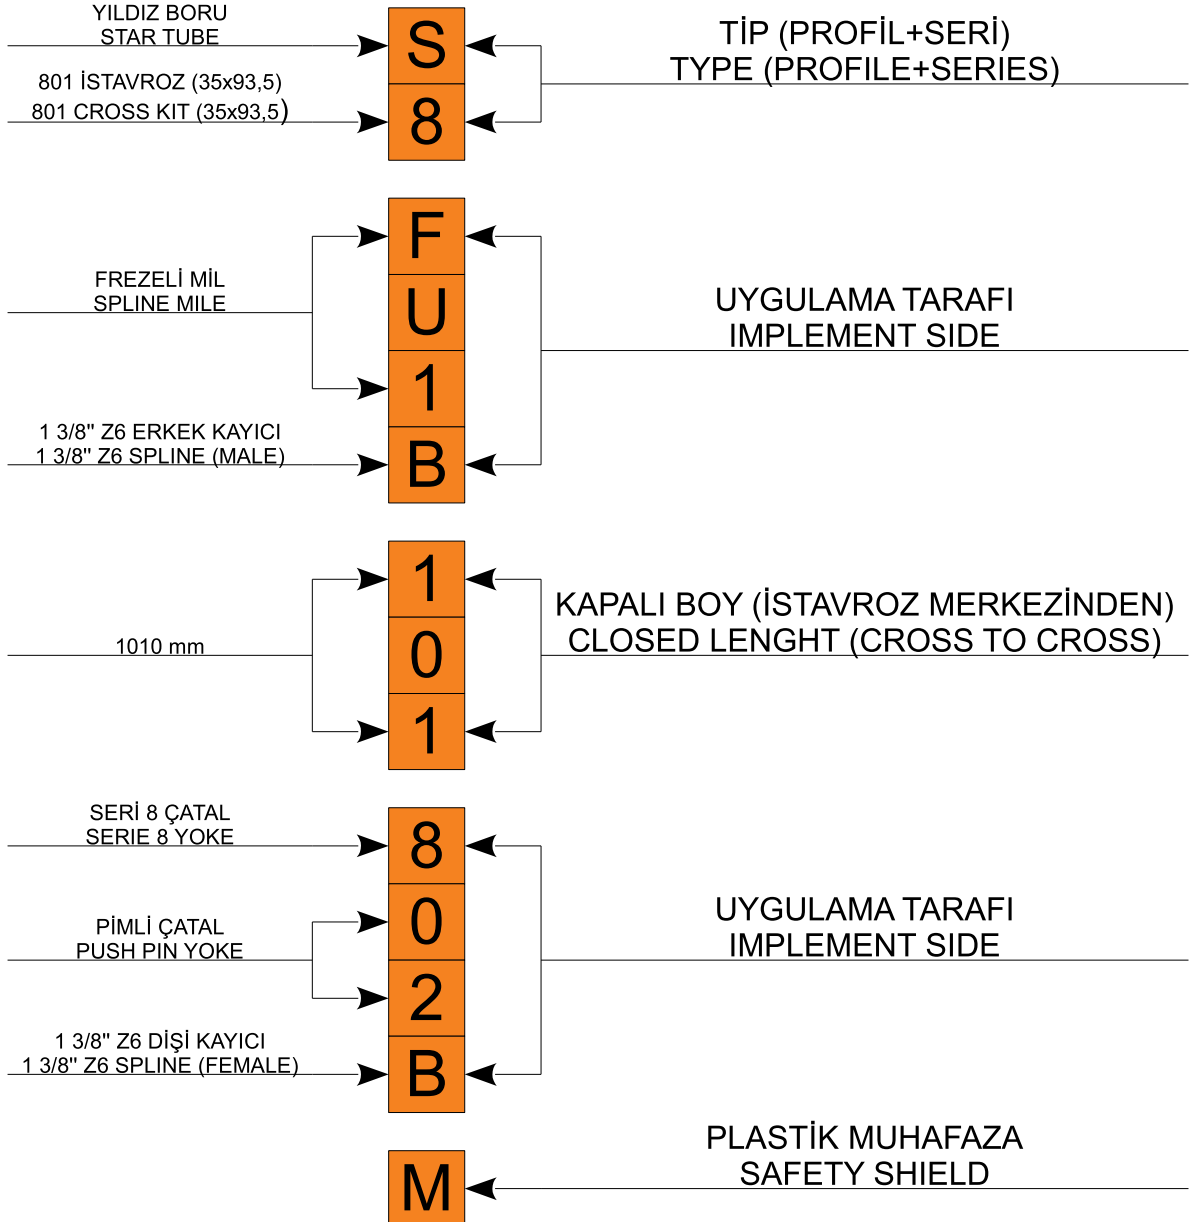 YILDIZ BORU
STAR TUBE
S
TİP (PROFİL+SERİ)
TYPE (PROFILE+SERIES)
801 İSTAVROZ (35x93,5)
801 CROSS KIT (35x93,5)
8
F
FREZELİ MİL
SPLINE MILE
U
UYGULAMA TARAFI
IMPLEMENT SIDE
1
1 3/8" Z6 ERKEK KAYICI
1 3/8" Z6 SPLINE (MALE)
B
1
KAPALI BOY (İSTAVROZ MERKEZİNDEN)
CLOSED LENGHT (CROSS TO CROSS)
1010 mm
0
1
SERİ 8 ÇATAL
SERIE 8 YOKE
8
PİMLİ ÇATAL
PUSH PIN YOKE
0
UYGULAMA TARAFI
IMPLEMENT SIDE
2
1 3/8" Z6 DİŞİ KAYICI
1 3/8" Z6 SPLINE (FEMALE)
B
PLASTİK MUHAFAZA
SAFETY SHIELD
M